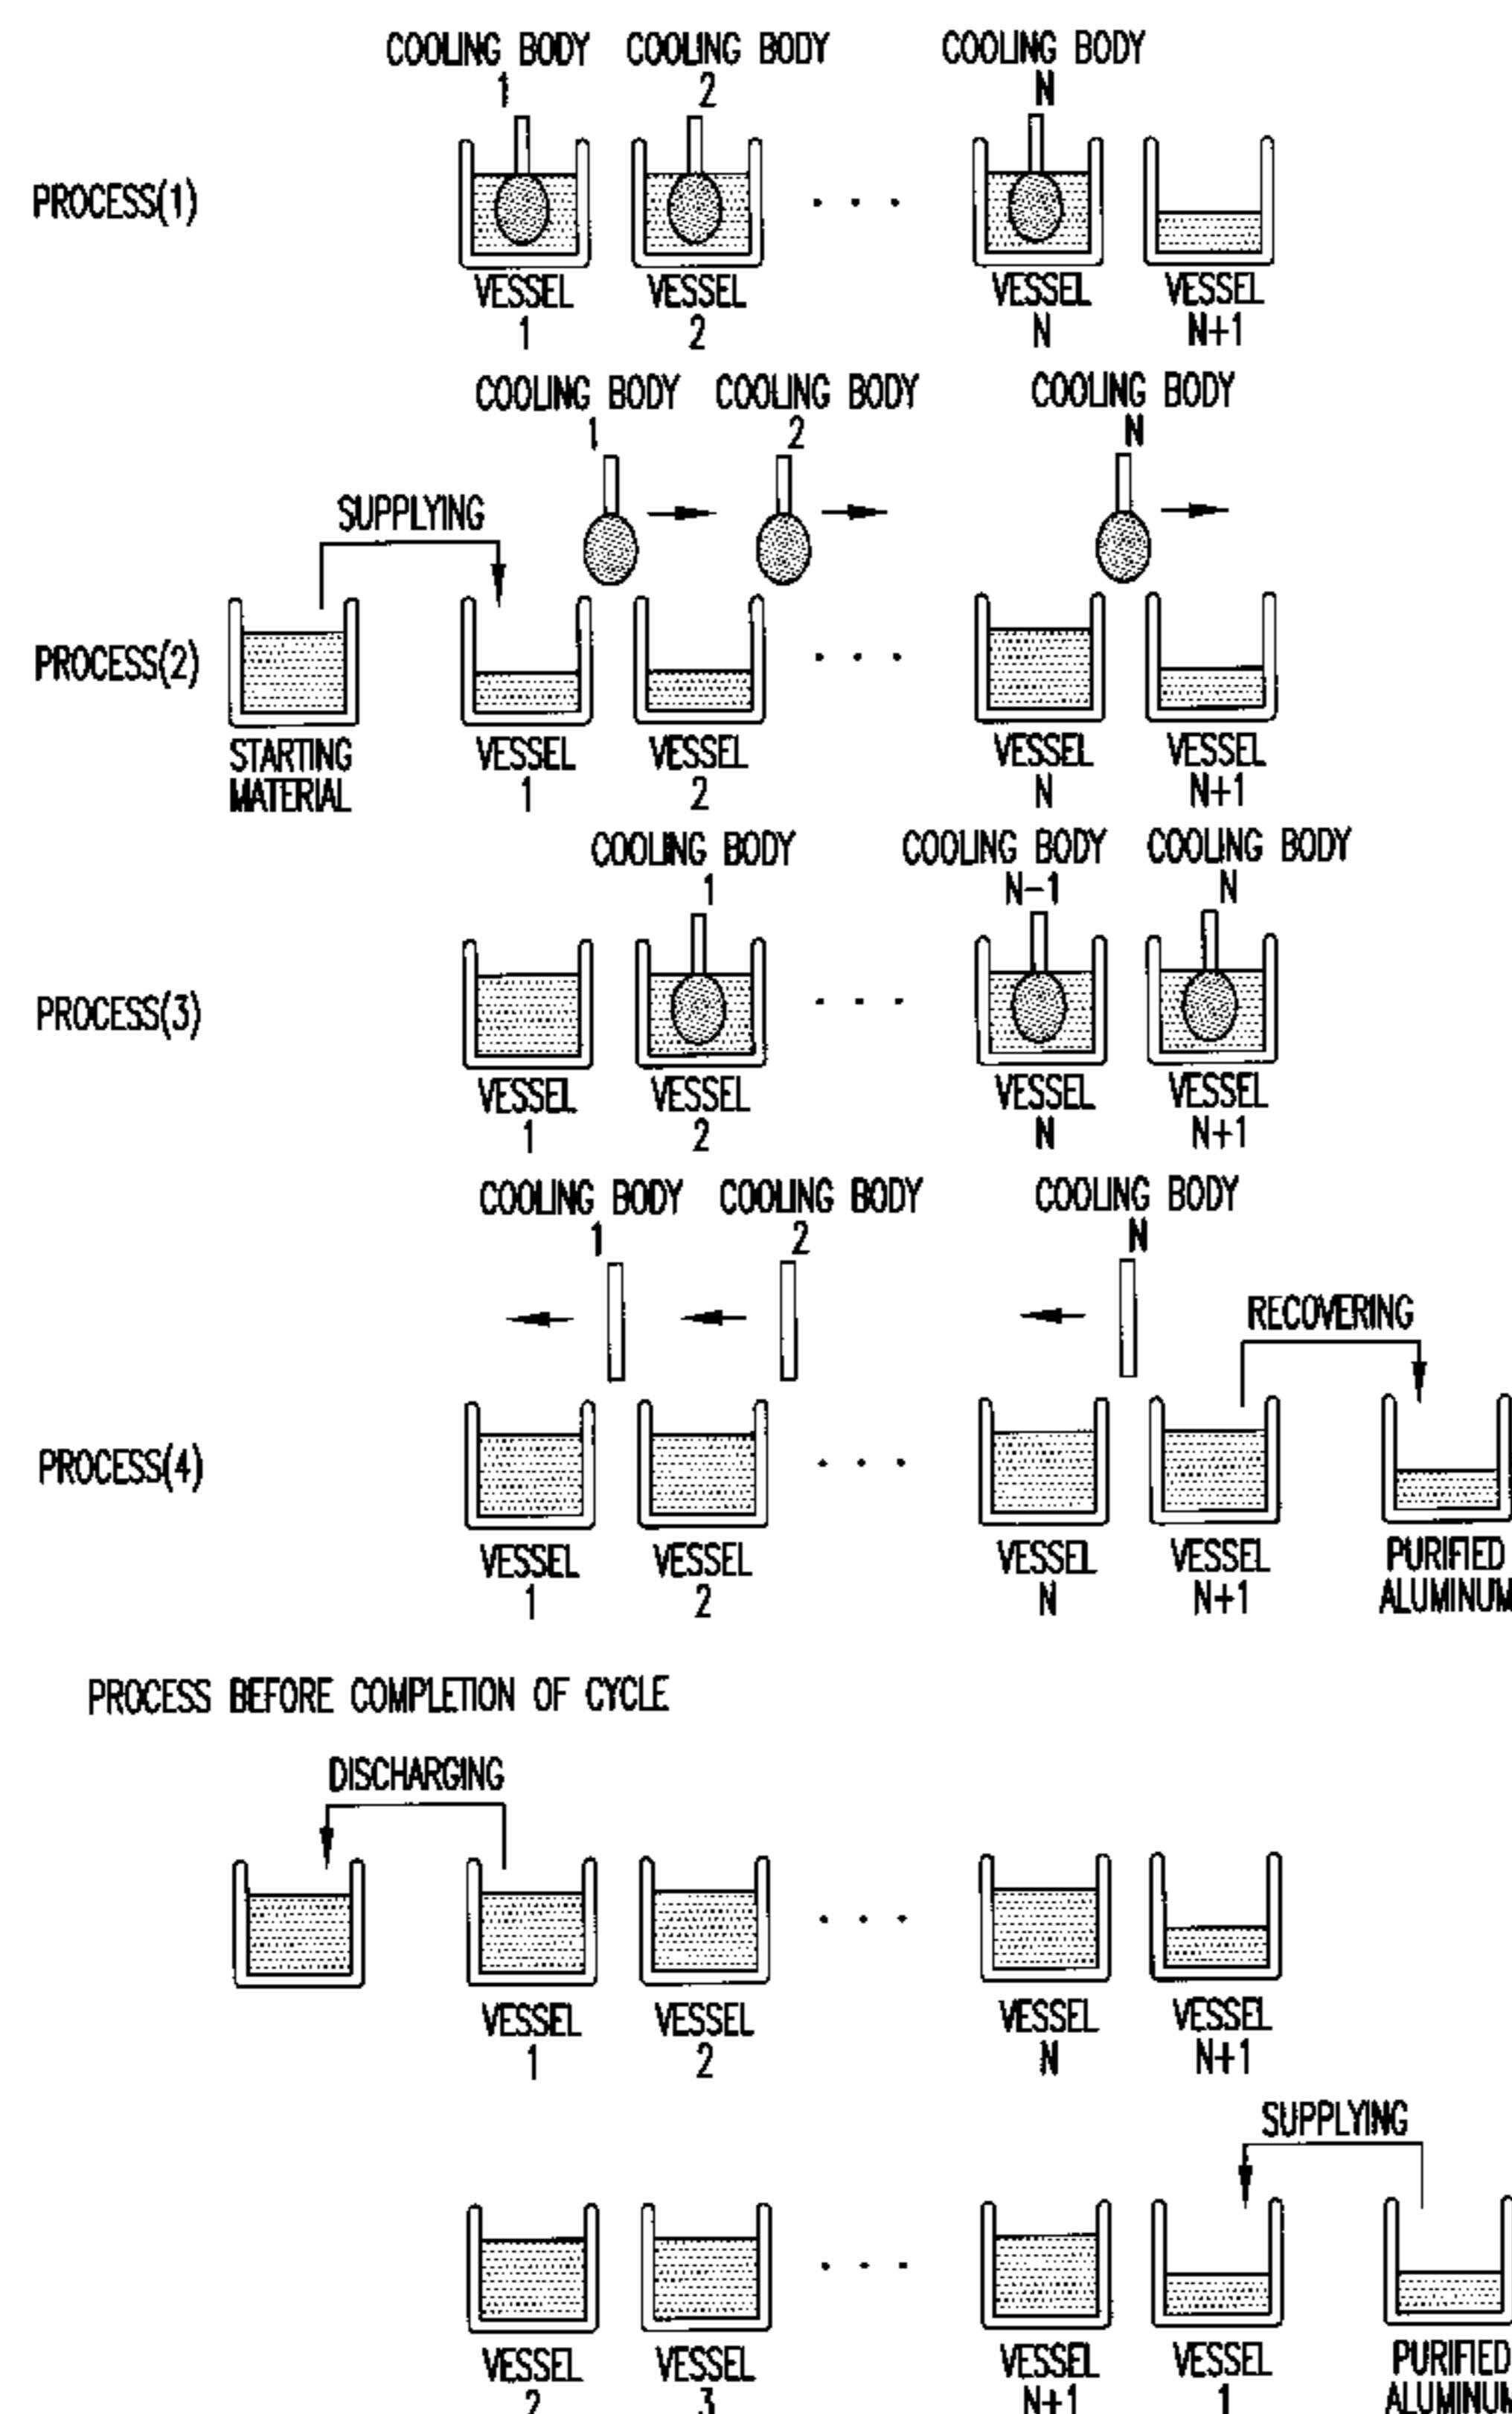 COOLING BODY COOLING BODY COOLING BODY
1 2 N
PROCESS(1)
VESSEL VESSEL VESSEL VESSEL
1 2 N N+1
COOLING BODY COOLING BODY COOLING BODY
1 2 N
SUPPLYING
PROCESS(2)
STARTING VESSEL VESSEL VESSEL VESSEL
MATERIAL 1 2 N N+1
COOLING BODY COOLING BODY COOLING BODY
1 N-1 N
PROCESS(3)
VESSEL VESSEL VESSEL VESSEL
1 2 N N+1
COOLING BODY COOLING BODY COOLING BODY
1 2 N
RECOVERING
PROCESS(4)
VESSEL VESSEL VESSEL VESSEL PURIFIED
1 2 N N+1 ALUMINUM
PROCESS BEFORE COMPLETION OF CYCLE
DISCHARGING
VESSEL VESSEL VESSEL VESSEL
1 2 N N+1
SUPPLYING
VESSEL VESSEL VESSEL VESSEL PURIFIED
2 3 N+1 1 ALUMINUM